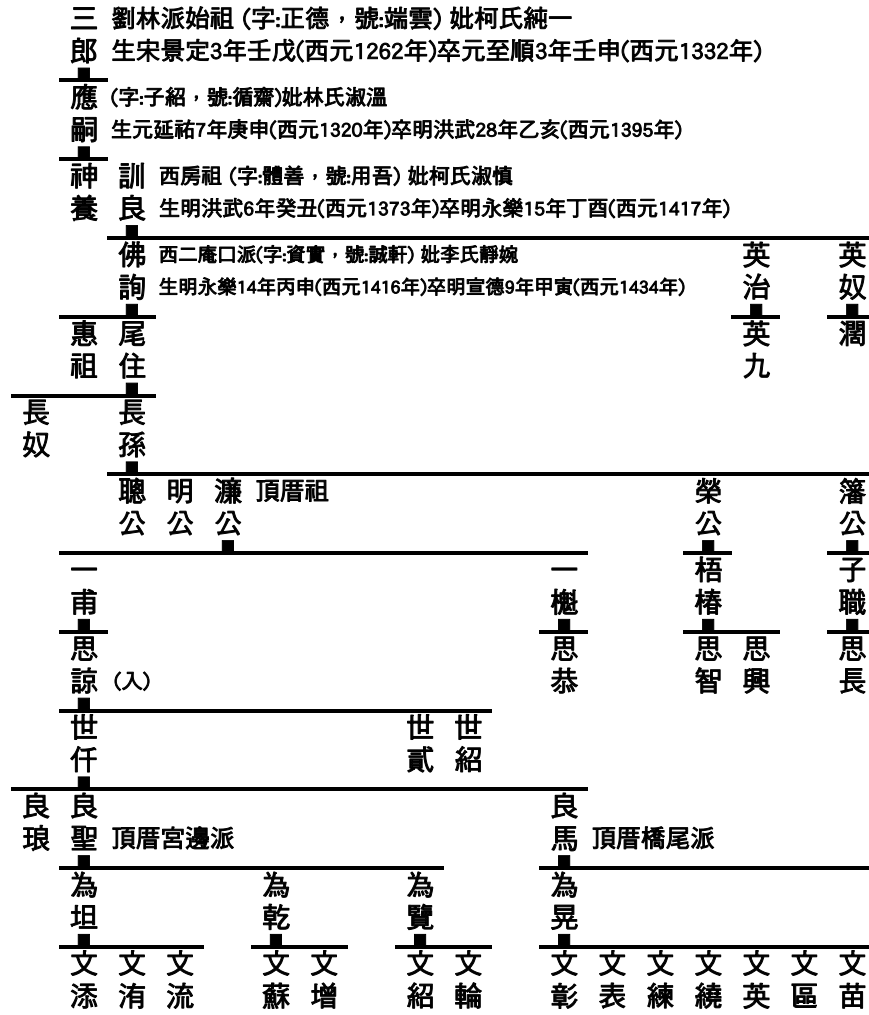 三郎 劉林派始祖 (字:正德，號:端雲) 妣柯氏純一
生宋景定3年壬戊(西元1262年)卒元至順3年壬申(西元1332年)
應嗣 (字:子紹，號:循齋)妣林氏淑溫
生元延祐7年庚申(西元1320年)卒明洪武28年乙亥(西元1395年)
神養 訓良 西房祖 (字:體善，號:用吾) 妣柯氏淑慎
生明洪武6年癸丑(西元1373年)卒明永樂15年丁酉(西元1417年)
佛詢 西二庵口派(字:資實，號:誠軒) 妣李氏靜婉 英治 英奴
生明永樂14年丙申(西元1416年)卒明宣德9年甲寅(西元1434年)
惠祖 尾住 英九 濶
長奴 長孫
聰公 明公 濂公 頂厝祖 榮公 籓公
一甫 一櫆 梧椿 子職
思諒 (入) 思恭 思智 思興 思長
世仟 世貳 世紹
良琅 良聖 頂厝宮邊派 良馬 頂厝橋尾派
為坦 為乾 為覽 為晃
文添 文洧 文流 文蘇 文增 文紹 文輪 文彰 文表 文練 文繞 文英 文區 文苗